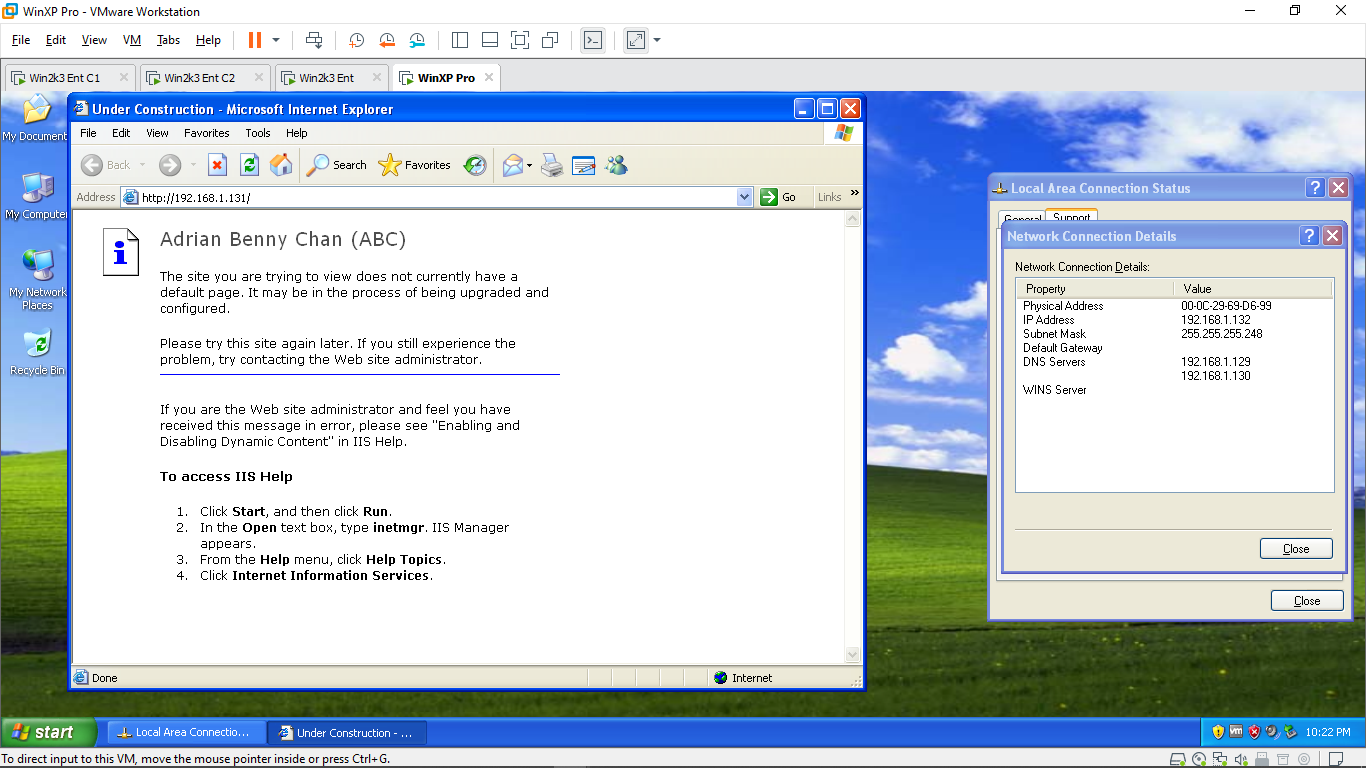 WinXP Pro - VMware Workstation
File Edit View VM Tabs Help
Win2k3 Ent C1 Win2k3 Ent C2 Win2k3 Ent WinXP Pro
My Document
My Computer
My Network
Places
Recycle Bin
Under Construction - Microsoft Internet Explorer
File Edit View Favorites Tools Help
Back Search Favorites
Address http://192.168.1.131/ Go Links »
Adrian Benny Chan (ABC)
The site you are trying to view does not currently have a
default page. It may be in the process of being upgraded and
configured.
Please try this site again later. If you still experience the
problem, try contacting the Web site administrator.
If you are the Web site administrator and feel you have
received this message in error, please see "Enabling and
Disabling Dynamic Content" in IIS Help.
To access IIS Help
1. Click Start, and then click Run.
2. In the Open text box, type inetmgr. IIS Manager
appears.
3. From the Help menu, click Help Topics.
4. Click Internet Information Services.
Done Internet
Local Area Connection Status
General Support
Network Connection Details
Network Connection Details:
Property Value
Physical Address 00-0C-29-69-D6-99
IP Address 192.168.1.132
Subnet Mask 255.255.255.248
Default Gateway
DNS Servers 192.168.1.129
192.168.1.130
WINS Server
Close
Close
start Local Area Connectio... Under Construction - ... 10:22 PM
To direct input to this VM, move the mouse pointer inside or press Ctrl+G.